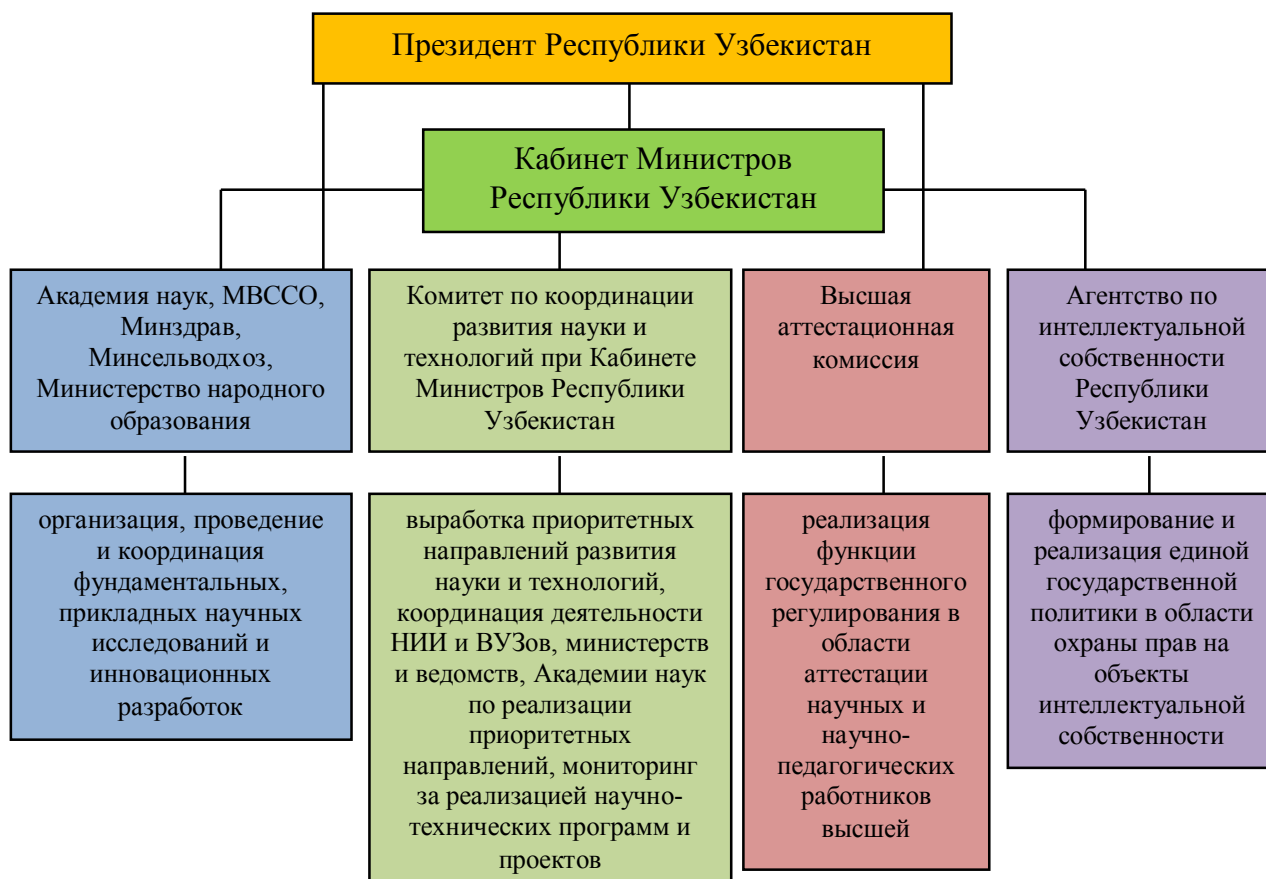 Президент Республики Узбекистан
Кабинет Министров
Республики Узбекистан
Академия наук, МВССО,
Минздрав,
Минсельводхоз,
Министерство народного
образования
Комитет по координации
развития науки и
технологий при Кабинете
Министров Республики
Узбекистан
Высшая
аттестационная
комиссия
Агентство по
интеллектуальной
собственности
Республики
Узбекистан
организация, проведение
и координация
фундаментальных,
прикладных научных
исследований и
инновационных
разработок
выработка приоритетных
направлений развития
науки и технологий,
координация деятельности
НИИ и ВУЗов, министерств
и ведомств, Академии наук
по реализации
приоритетных
направлений, мониторинг
за реализацией научно-
технических программ и
проектов
реализация
функции
государственного
регулирования в
области
аттестации
научных и
научно-
педагогических
работников
высшей
формирование и
реализация единой
государственной
политики в области
охраны прав на
объекты
интеллектуальной
собственности